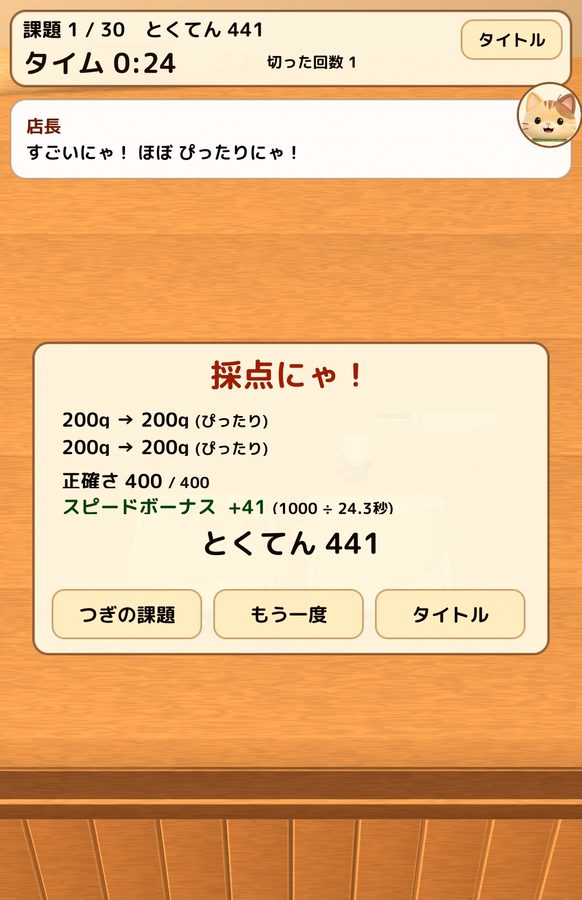 課題 1 / 30 とくてん 441
タイトル
タイム 0:24
切った回数 1
店長
すごいにゃ！ ほぼ ぴったりにゃ！
採点にゃ！
200g → 200g (ぴったり)
200g → 200g (ぴったり)
正確さ 400 / 400
スピードボーナス +41 (1000 ÷ 24.3秒)
とくてん 441
つぎの課題
もう一度
タイトル